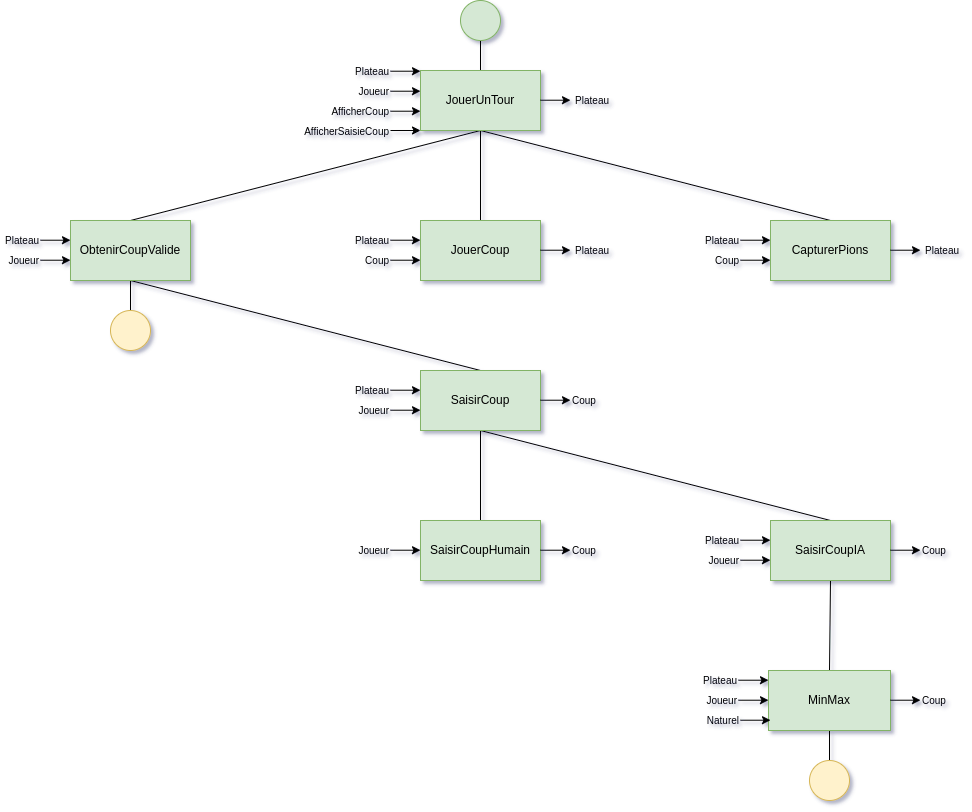 Plateau
Joueur
AfficherCoup
AfficherSaisieCoup
JouerUnTour
Plateau
Plateau
Joueur
ObtenirCoupValide
Plateau
Coup
JouerCoup
Plateau
Plateau
Coup
CapturerPions
Plateau
Plateau
Joueur
SaisirCoup
Coup
Joueur
SaisirCoupHumain
Coup
Plateau
Joueur
SaisirCoupIA
Coup
Plateau
Joueur
Naturel
MinMax
Coup